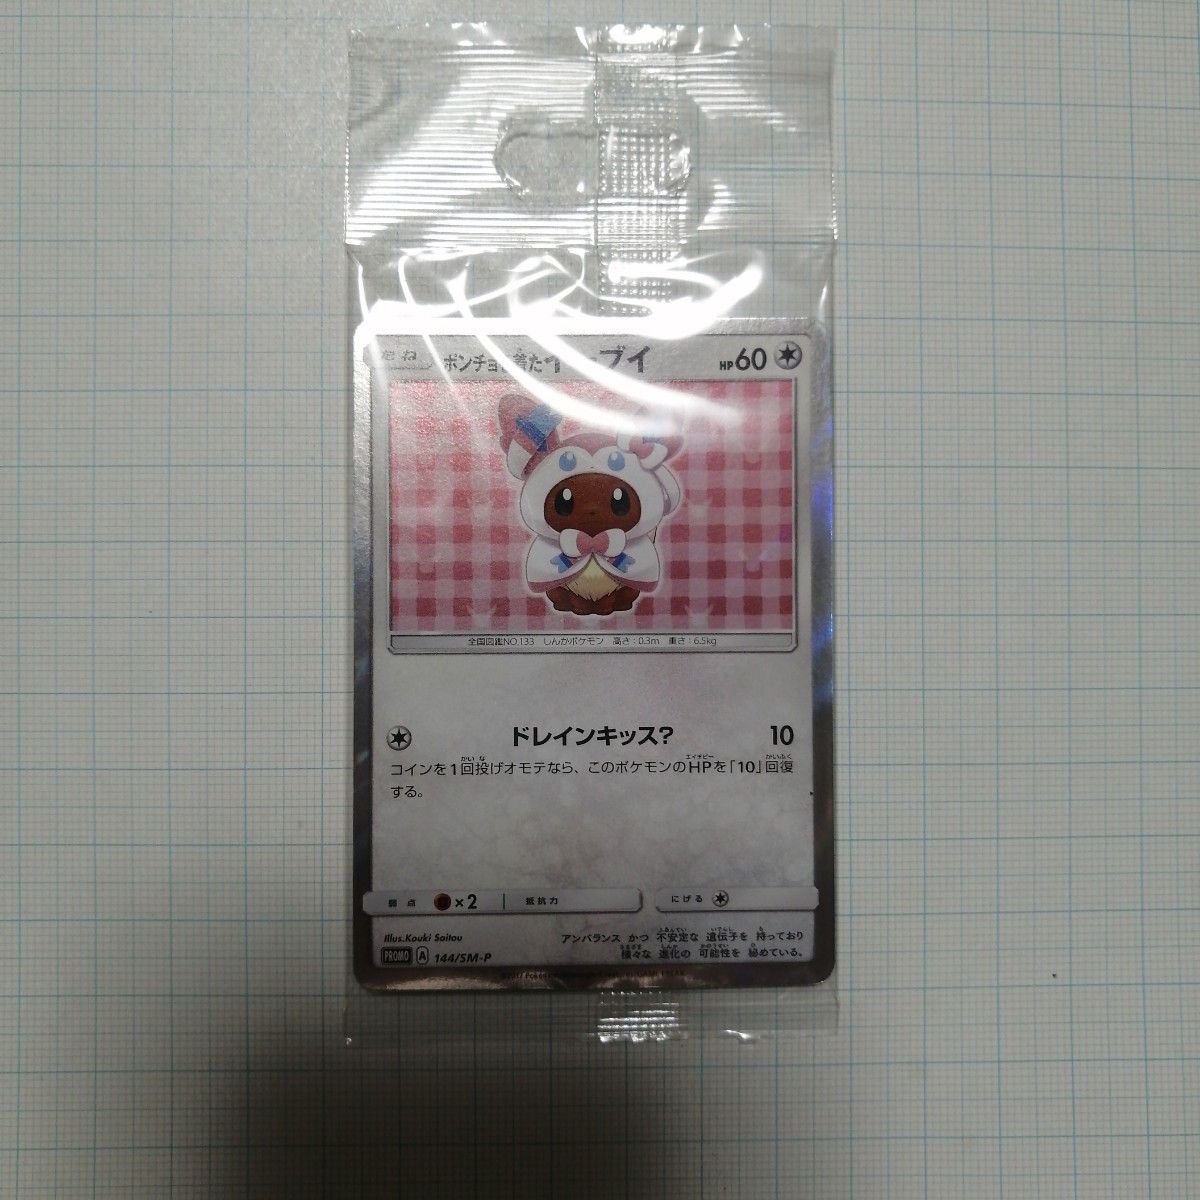 たね ポンチョを着たイーブイ HP60
全国図鑑NO.133 しんかポケモン 高さ:0.3m 重さ:6.5kg
ドレインキッス? 10
コインを1回投げオモテなら、このポケモンのHPを「10」回復
する。
弱点 ×2 抵抗力 にげる
Illus.Kouki Saitou
アンバランス かつ 不安定な 遺伝子を 持っており
様々な 進化の 可能性を 秘めている。
PROMO A 144/SM-P